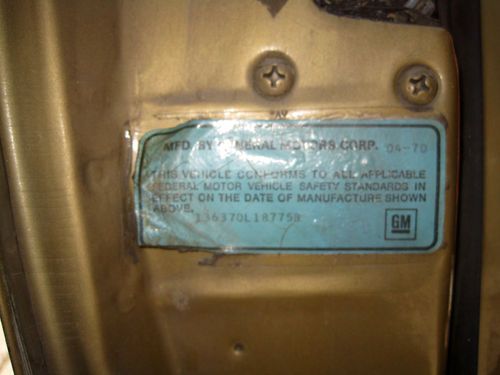 MFD. BY GENERAL MOTORS CORP. 04-70
THIS VEHICLE CONFORMS TO ALL APPLICABLE
FEDERAL MOTOR VEHICLE SAFETY STANDARDS IN
EFFECT ON THE DATE OF MANUFACTURE SHOWN
ABOVE.
136370L187758
GM